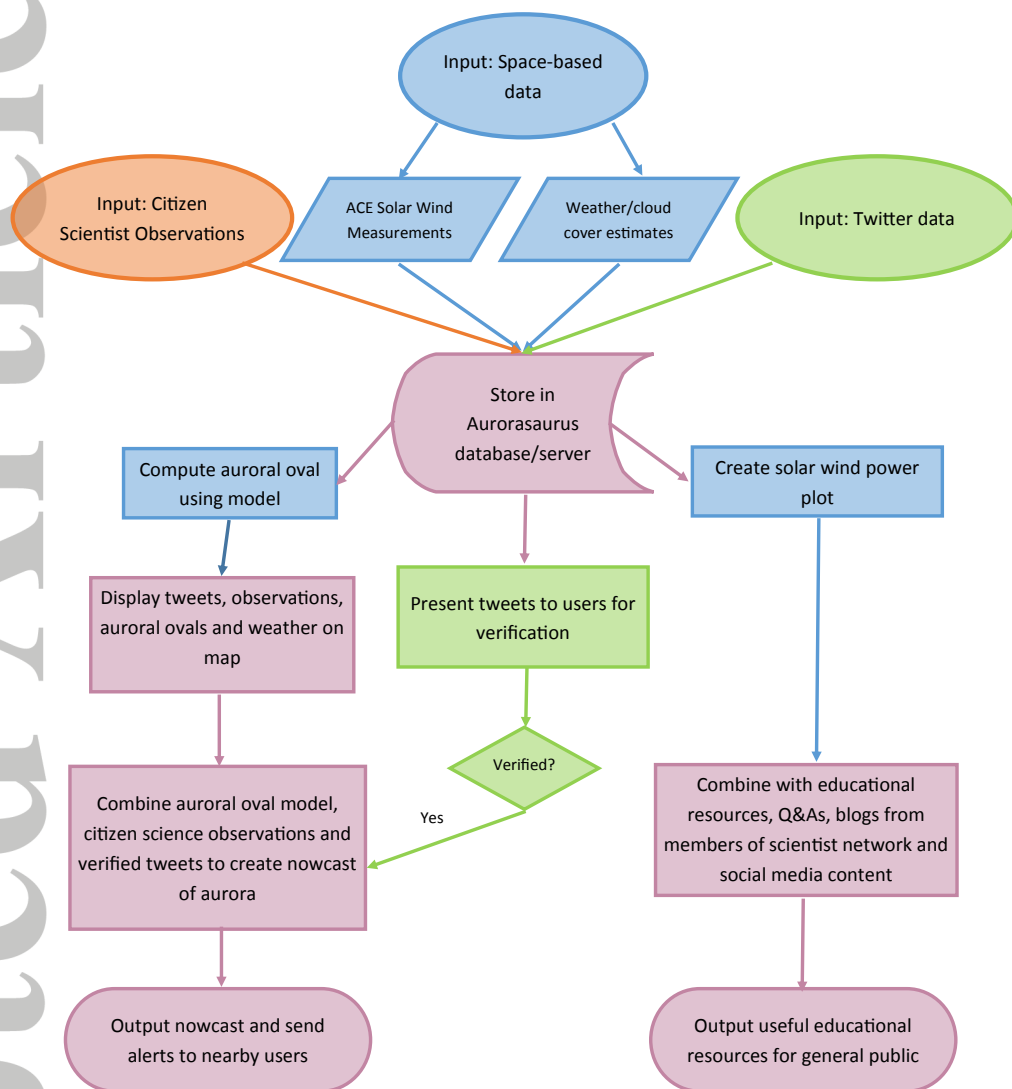 Input: Space-based
data
Input: Citizen
Scientist Observations
ACE Solar Wind
Measurements
Weather/cloud
cover estimates
Input: Twitter data
Store in
Aurorasaurus
database/server
Compute auroral oval
using model
Create solar wind power
plot
Display tweets, observations,
auroral ovals and weather on
map
Present tweets to users for
verification
Verified?
Yes
Combine auroral oval model,
citizen science observations and
verified tweets to create nowcast
of aurora
Combine with educational
resources, Q&As, blogs from
members of scientist network and
social media content
Output nowcast and send
alerts to nearby users
Output useful educational
resources for general public